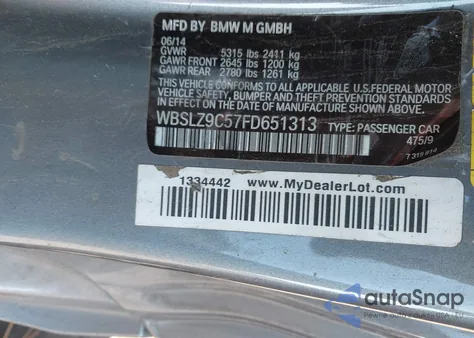 MFD BY BMW M GMBH
06/14
GVWR 5315 lbs 2411 kg
GAWR FRONT 2645 lbs 1200 kg
GAWR REAR 2780 lbs 1261 kg
THIS VEHICLE CONFORMS TO ALL APPLICABLE U.S.FEDERAL MOTOR
VEHICLE SAFETY, BUMPER AND THEFT PREVENTION STANDARDS IN
EFFECT ON THE DATE OF MANUFACTURE SHOWN ABOVE.
WBSLZ9C57FD651313 TYPE: PASSENGER CAR
475/9
1334442 www.MyDealerLot.com
autoSnap